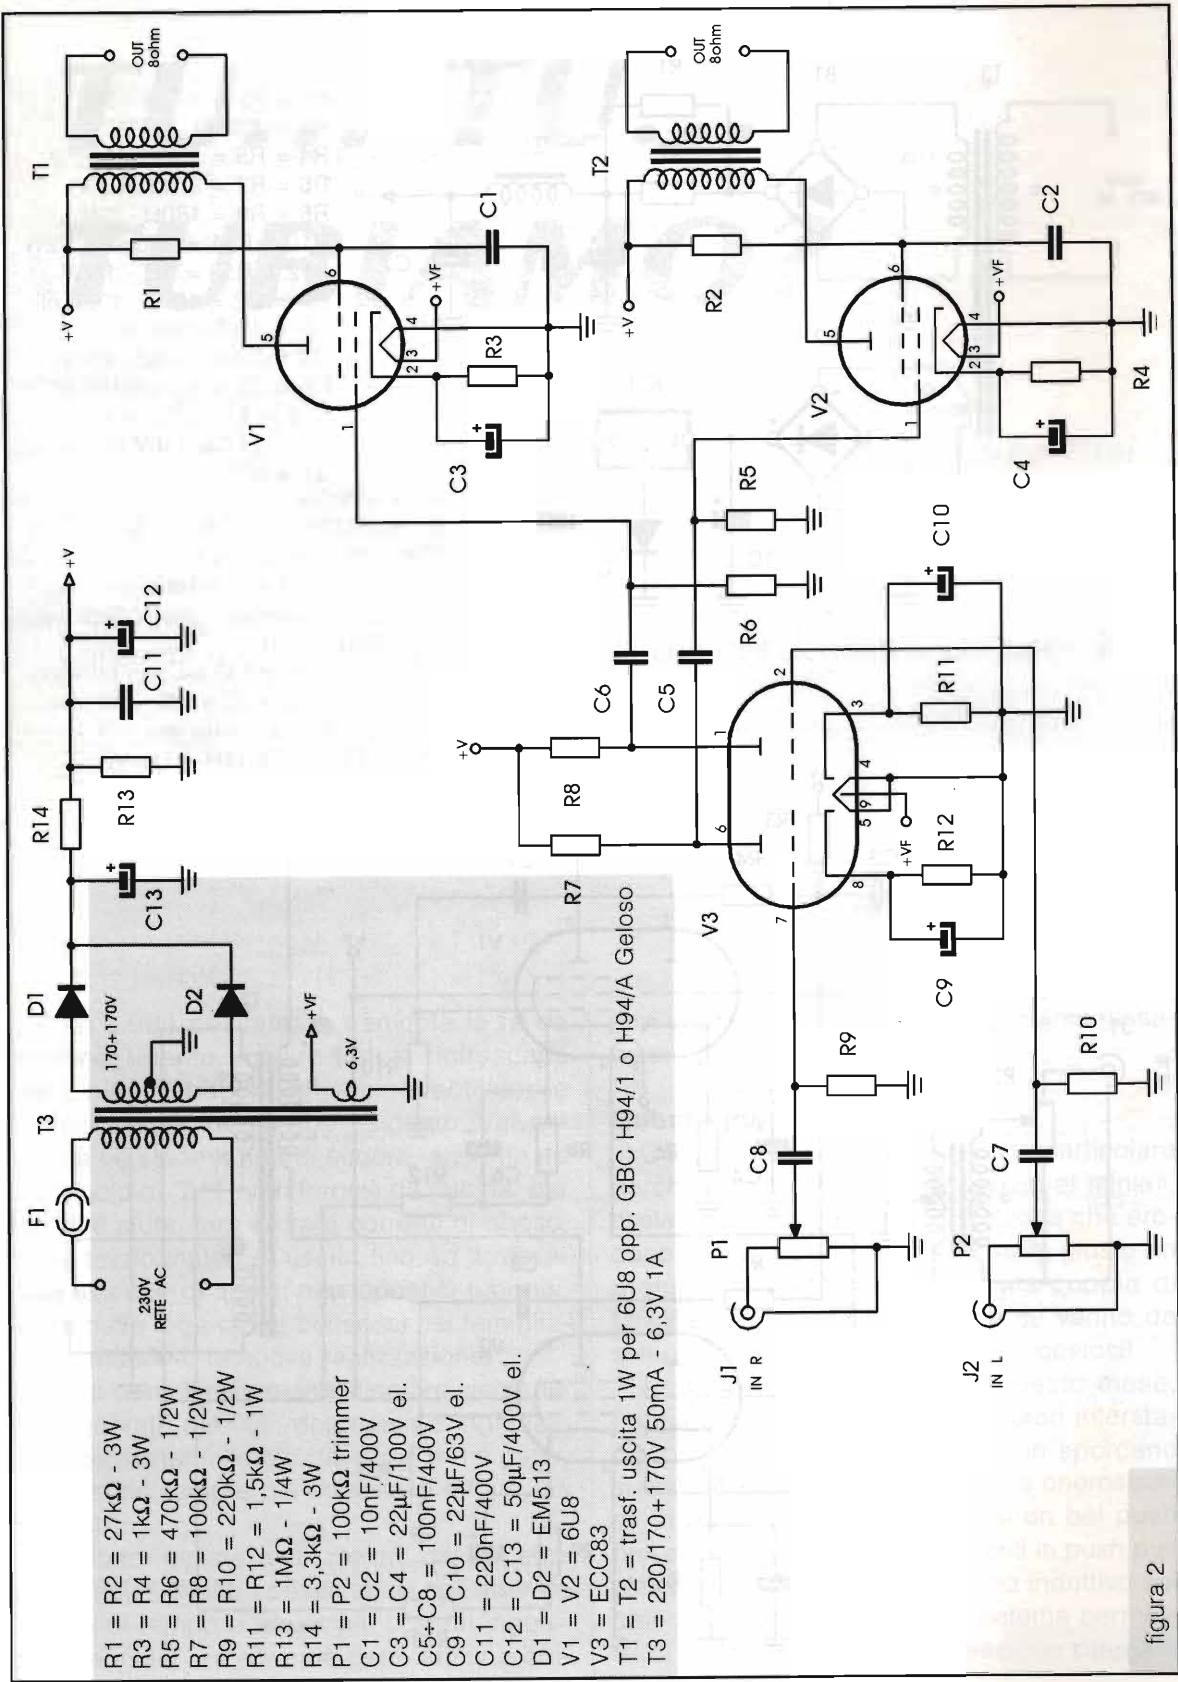 R1 = R2 = 27kΩ - 3W
R3 = R4 = 1kΩ - 3W
R5 = R6 = 470kΩ - 1/2W
R7 = R8 = 100kΩ - 1/2W
R9 = R10 = 220kΩ - 1/2W
R11 = R12 = 1,5kΩ - 1W
R13 = 1MΩ - 1/4W
R14 = 3,3kΩ - 3W
P1 = P2 = 100kΩ trimmer
C1 = C2 = 10nF/400V
C3 = C4 = 22µF/100V el.
C5÷C8 = 100nF/400V
C9 = C10 = 22µF/63V el.
C11 = 220nF/400V
C12 = C13 = 50µF/400V el.
D1 = D2 = EM513
V1 = V2 = 6U8
V3 = ECC83
T1 = T2 = trasf. uscita 1W per 6U8 opp. GBC H94/1 o H94/A Geloso
T3 = 220/170+170V 50mA - 6,3V 1A
F1
230V
RETE AC
T3
170+170V
6,3V
+VF
D1
D2
C13
R14
R13
C11
C12
+V
T1
OUT
8ohm
+V
R1
C1
V1
5
6
1
2
3
4
+VF
R3
C3
T2
OUT
8ohm
+V
R2
C2
V2
5
6
1
2
3
4
+VF
R4
C4
R5
R6
C6
C5
+V
R8
R7
V3
1
6
2
7
3
4
9
5
8
+VF
R11
R12
C10
C9
J1
IN R
P1
C8
R9
J2
IN L
P2
C7
R10
figura 2